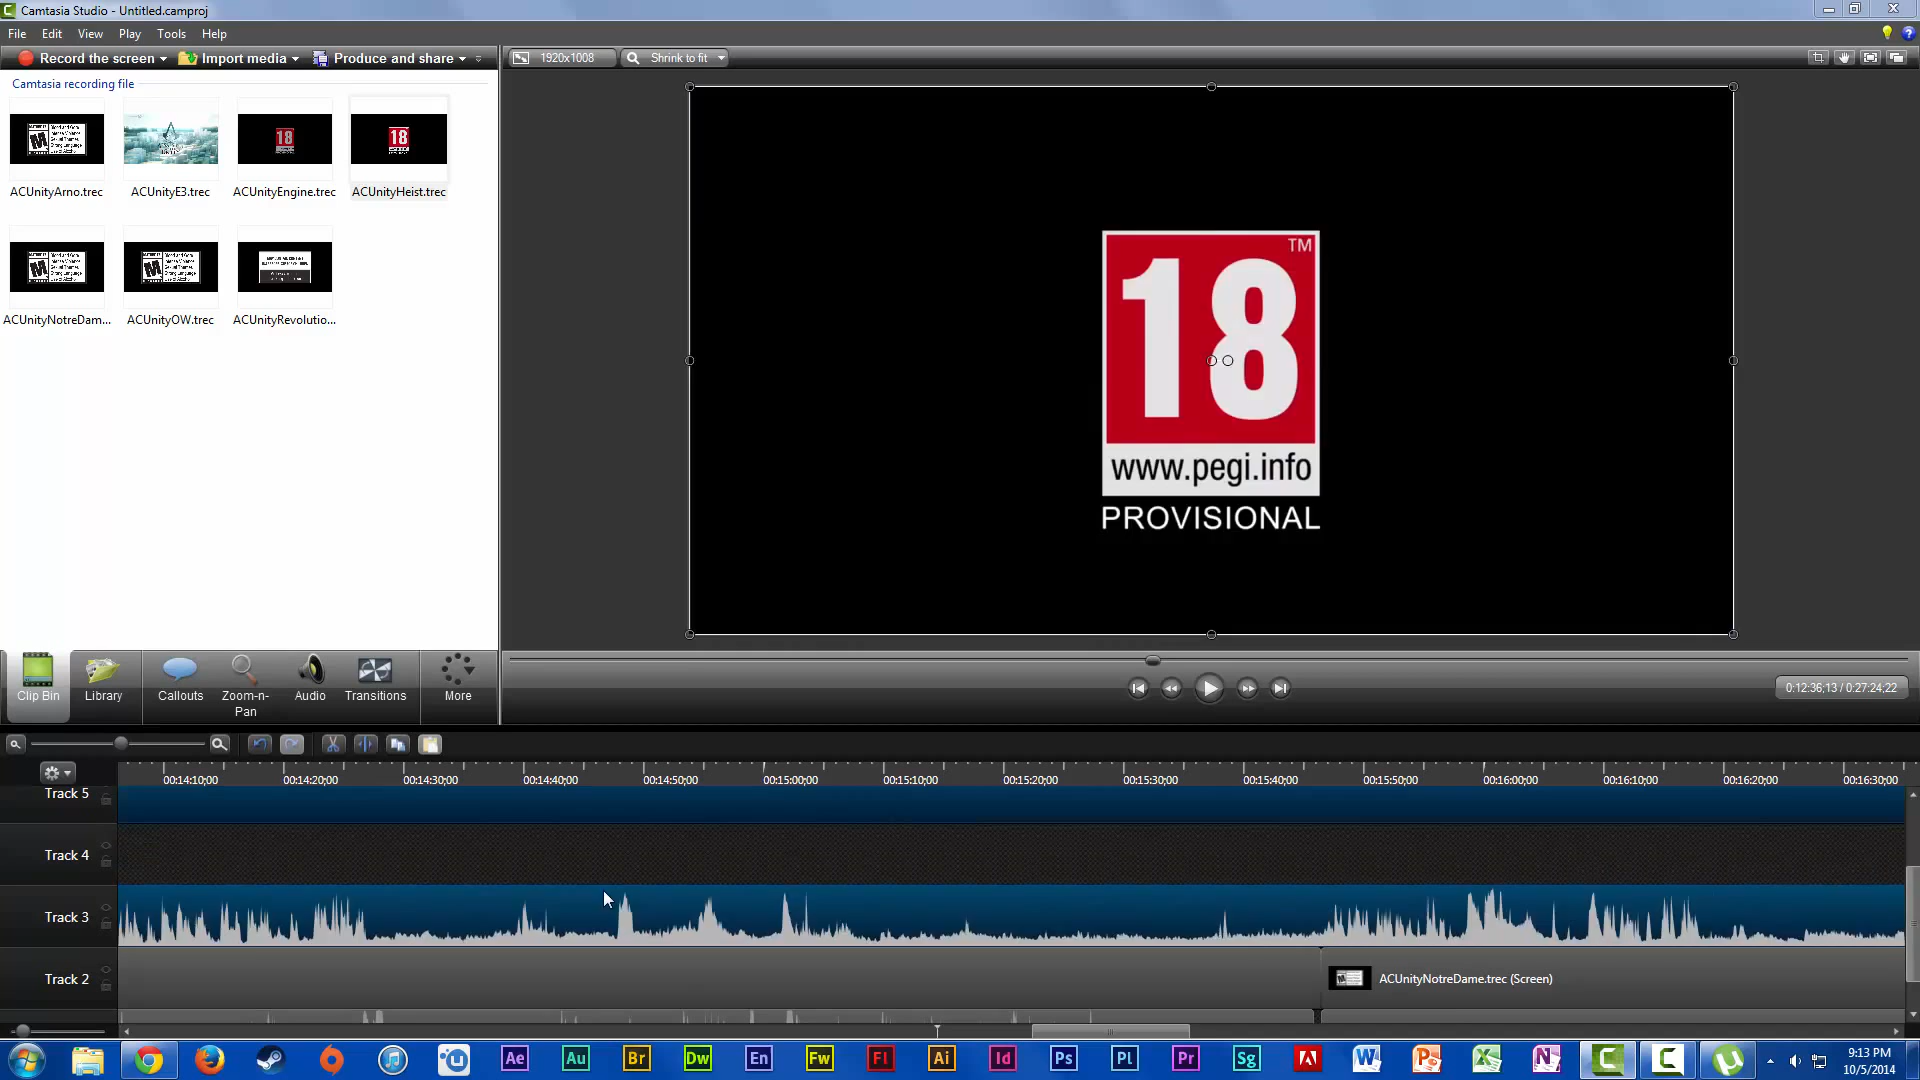 Camtasia Studio - Untitled.camproj
File Edit View Play Tools Help
Record the screen Import media Produce and share
1920x1008 Shrink to fit
Camtasia recording file
ACUnityArno.trec ACUnityE3.trec ACUnityEngine.trec ACUnityHeist.trec
ACUnityNotreDam... ACUnityOW.trec ACUnityRevolutio...
18 TM
www.pegi.info
PROVISIONAL
Clip Bin Library Callouts Zoom-n-Pan Audio Transitions More
0:12:36;13 / 0:27:24;22
00:14:10;00 00:14:20;00 00:14:30;00 00:14:40;00 00:14:50;00 00:15:00;00 00:15:10;00 00:15:20;00 00:15:30;00 00:15:40;00 00:15:50;00 00:16:00;00 00:16:10;00 00:16:20;00 00:16:30;00
Track 5
Track 4
Track 3
Track 2 ACUnityNotreDame.trec (Screen)
Ae Au Br Dw En Fw Fl Ai Id Ps Pl Pr Sg
9:13 PM
10/5/2014